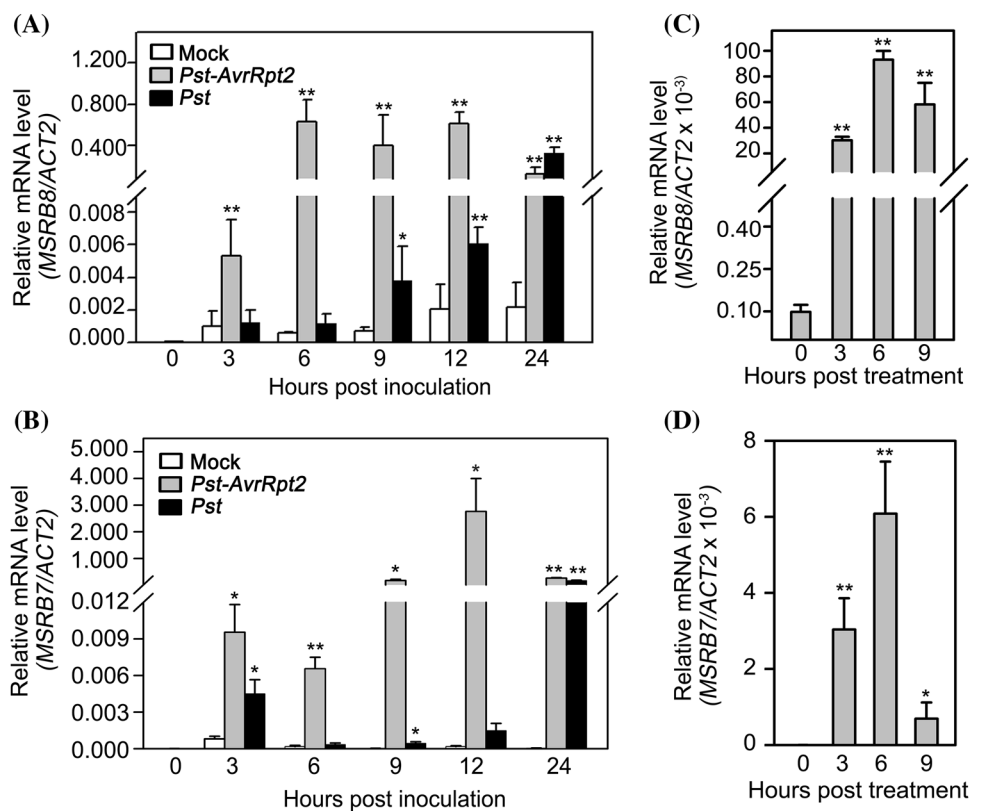 (A)
Relative mRNA level
(MSRB8/ACT2)
1.200
0.800
0.400
0.008
0.006
0.004
0.002
0.000
Mock
Pst-AvrRpt2
Pst
** ** ** ** ** ** * **
0 3 6 9 12 24
Hours post inoculation
(B)
Relative mRNA level
(MSRB7/ACT2)
5.000
4.000
3.000
2.000
1.000
0.012
0.009
0.006
0.003
0.000
Mock
Pst-AvrRpt2
Pst
* * ** * * * ** **
0 3 6 9 12 24
Hours post inoculation
(C)
Relative mRNA level
(MSRB8/ACT2 x 10-3)
100
80
60
40
20
0.40
0.25
0.10
** ** **
0 3 6 9
Hours post treatment
(D)
Relative mRNA level
(MSRB7/ACT2 x 10-3)
8
6
4
2
0
** ** *
0 3 6 9
Hours post treatment